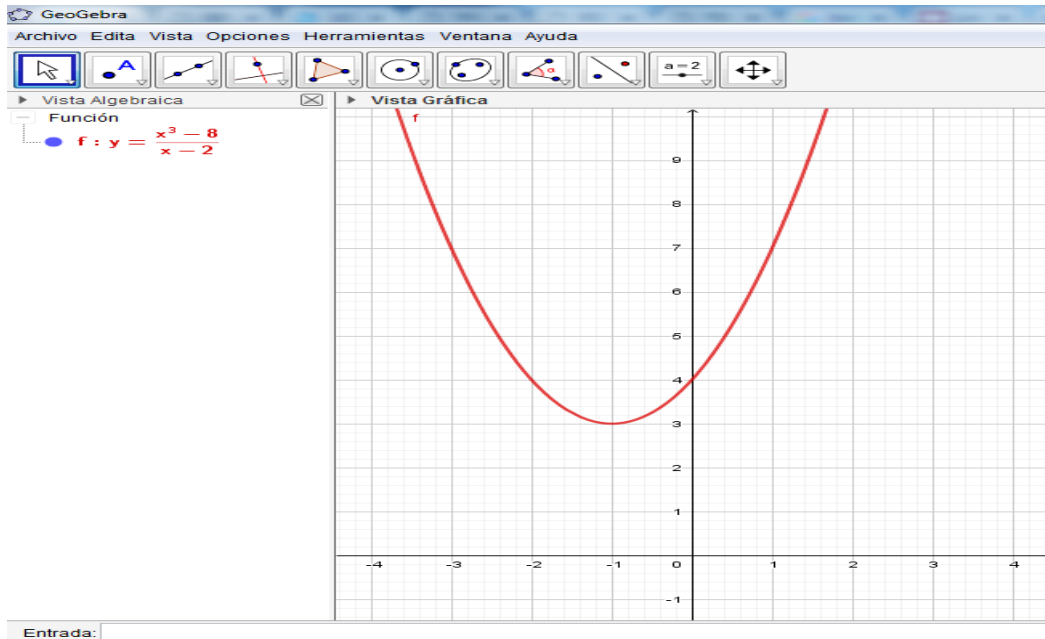 GeoGebra
Archivo Edita Vista Opciones Herramientas Ventana Ayuda
A
α
a = 2
Vista Algebraica
Vista Gráfica
Función
f : y = (x³ − 8)/(x − 2)
f
9
8
7
6
5
4
3
2
1
-4 -3 -2 -1 0 1 2 3 4
-1
Entrada: